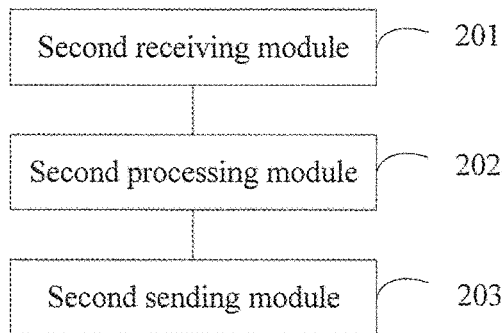 Second receiving module 201
Second processing module 202
Second sending module 203